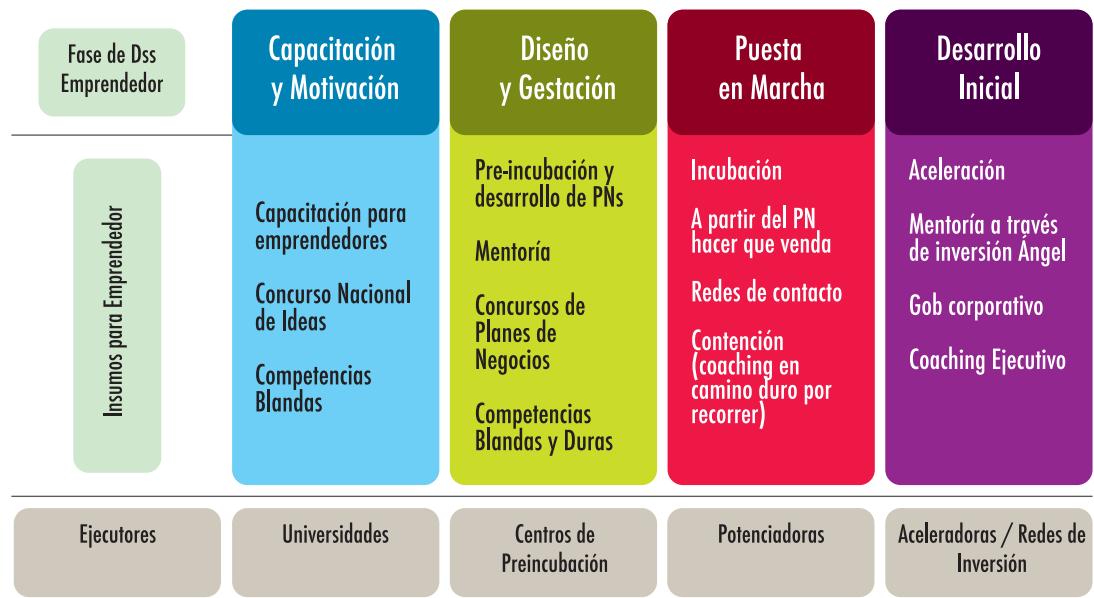 Fase de Dss
Emprendedor
Capacitación
y Motivación
Diseño
y Gestación
Puesta
en Marcha
Desarrollo
Inicial
Insumos para Emprendedor
Capacitación para
emprendedores
Concurso Nacional
de Ideas
Competencias
Blandas
Pre-incubación y
desarrollo de PNs
Mentoría
Concursos de
Planes de
Negocios
Competencias
Blandas y Duras
Incubación
A partir del PN
hacer que venda
Redes de contacto
Contención
(coaching en
camino duro por
recorrer)
Aceleración
Mentoría a través
de inversión Ángel
Gob corporativo
Coaching Ejecutivo
Ejecutores
Universidades
Centros de
Preincubación
Potenciadoras
Aceleradoras / Redes de
Inversión